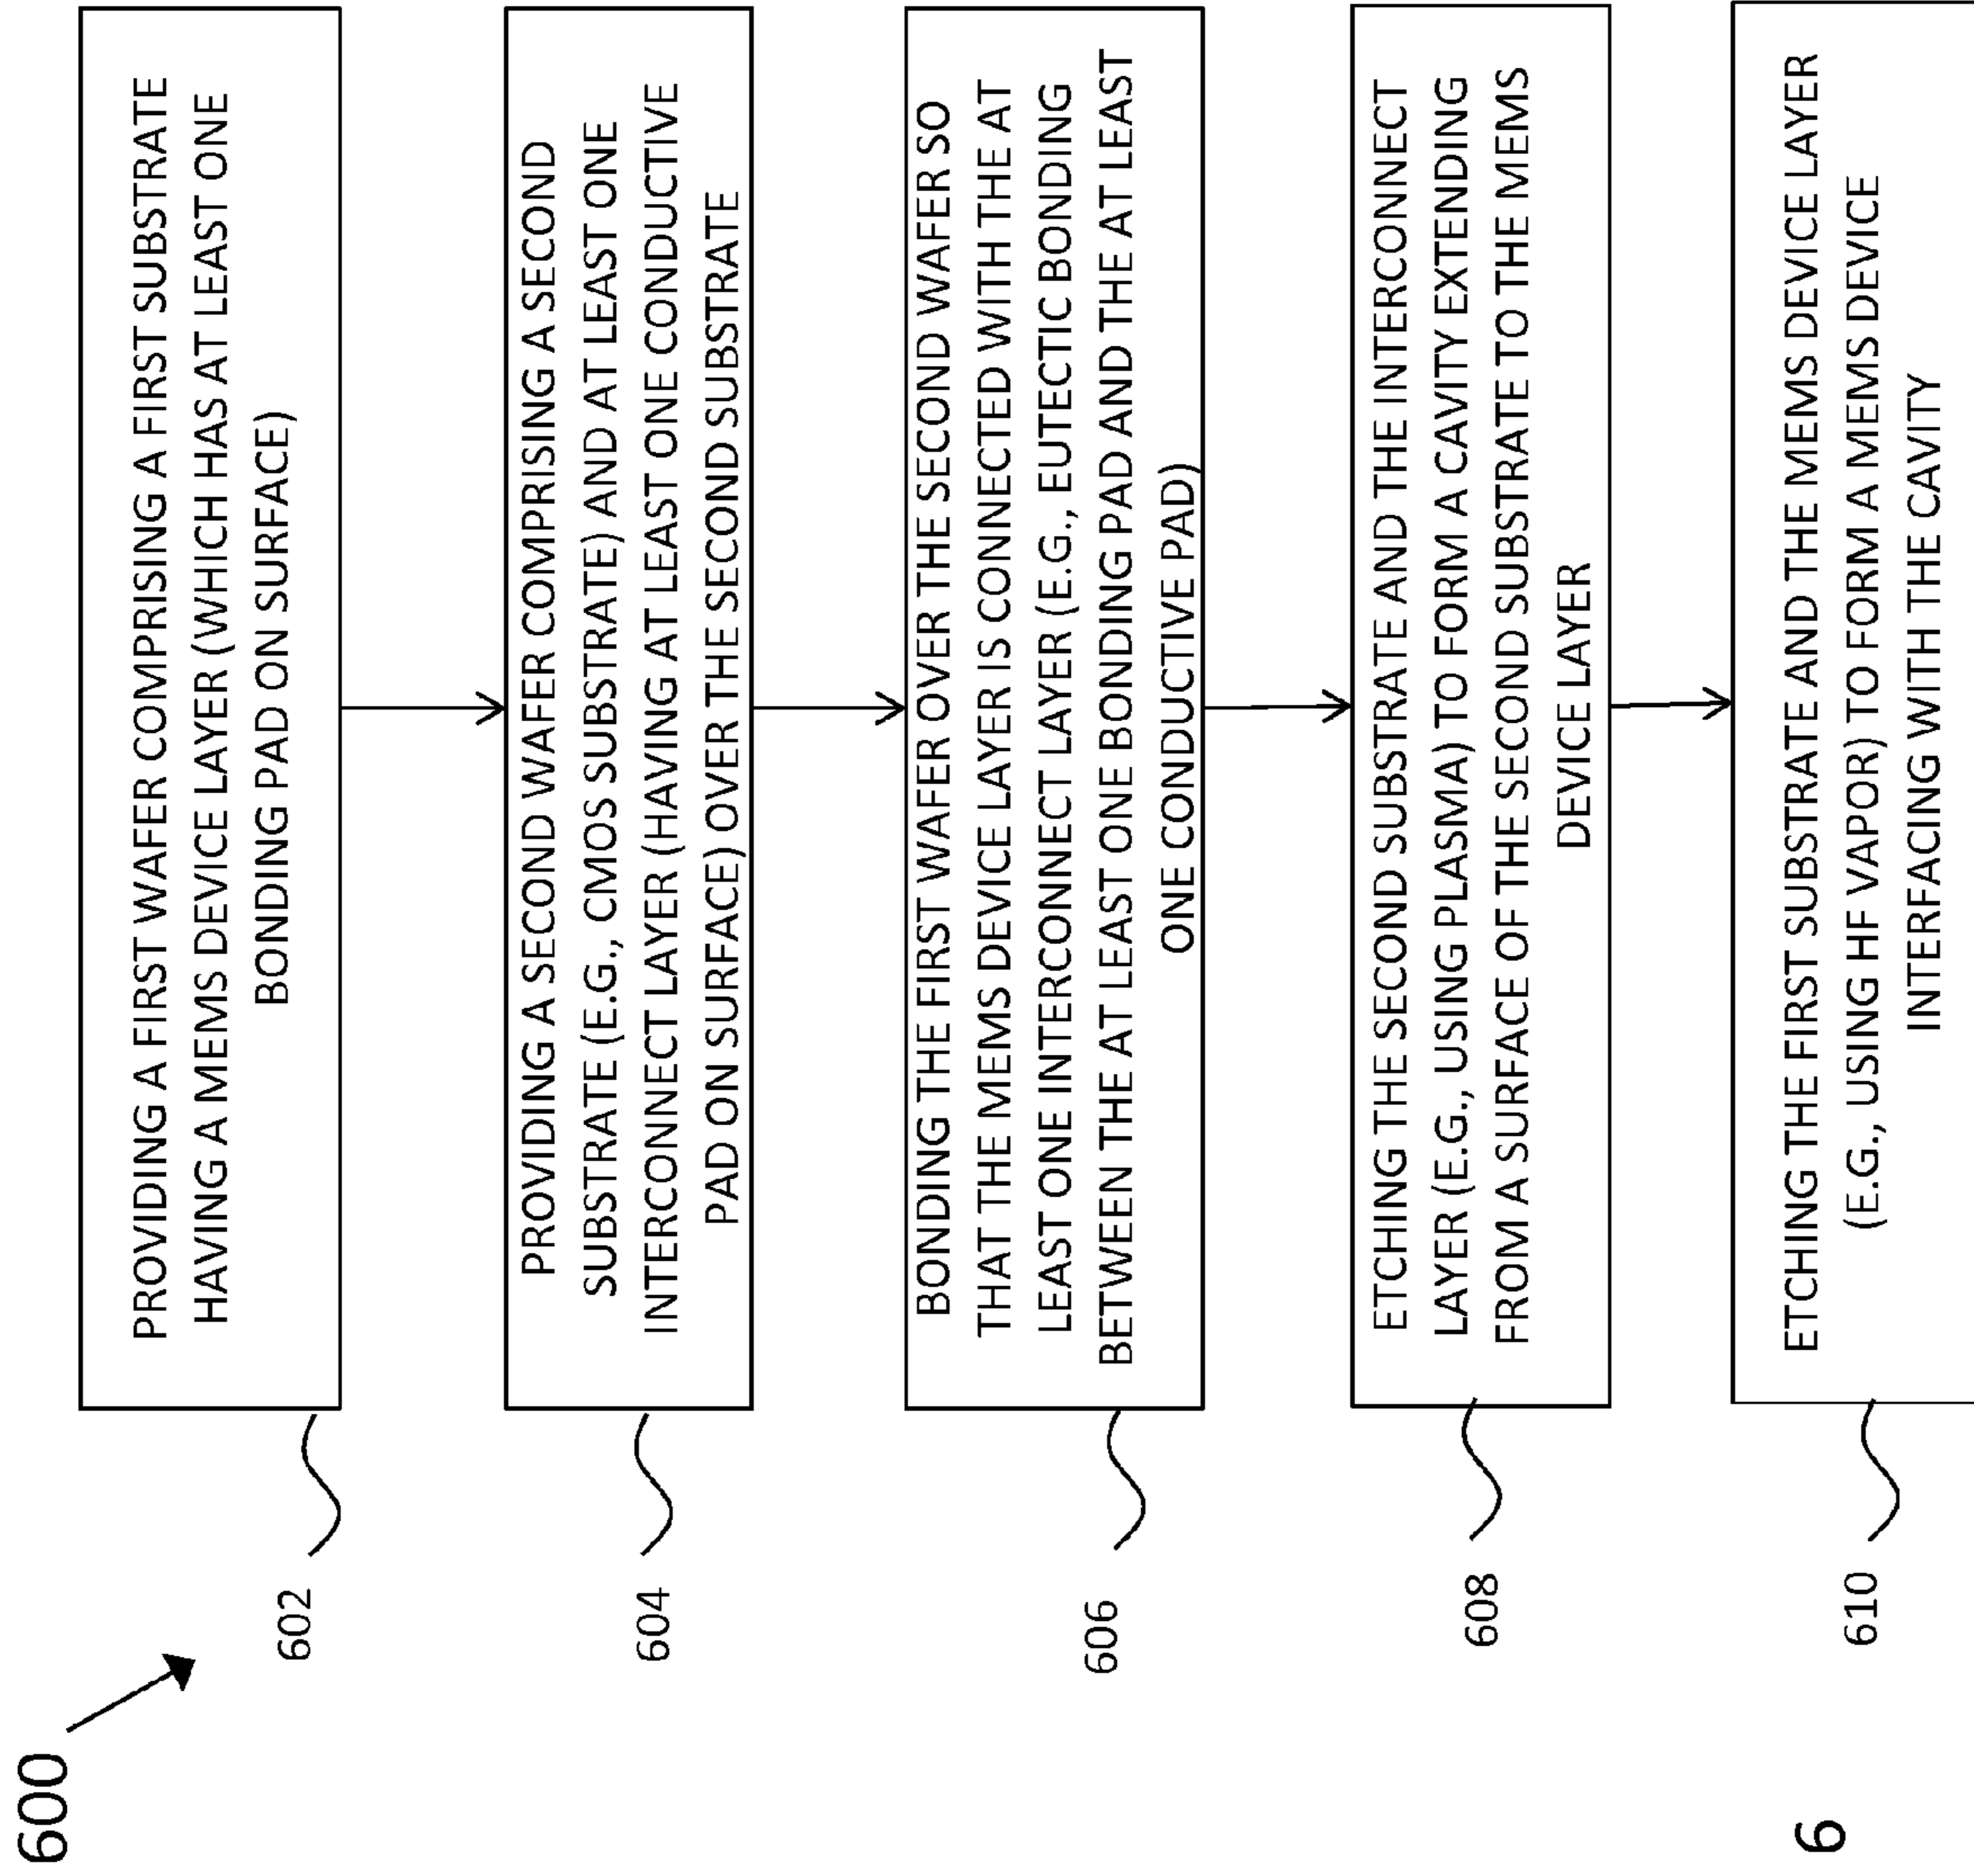 600
602
PROVIDING A FIRST WAFER COMPRISING A FIRST SUBSTRATE
HAVING A MEMS DEVICE LAYER (WHICH HAS AT LEAST ONE
BONDING PAD ON SURFACE)
604
PROVIDING A SECOND WAFER COMPRISING A SECOND
SUBSTRATE (E.G., CMOS SUBSTRATE) AND AT LEAST ONE
INTERCONNECT LAYER (HAVING AT LEAST ONE CONDUCTIVE
PAD ON SURFACE) OVER THE SECOND SUBSTRATE
606
BONDING THE FIRST WAFER OVER THE SECOND WAFER SO
THAT THE MEMS DEVICE LAYER IS CONNECTED WITH THE AT
LEAST ONE INTERCONNECT LAYER (E.G., EUTECTIC BONDING
BETWEEN THE AT LEAST ONE BONDING PAD AND THE AT LEAST
ONE CONDUCTIVE PAD)
608
ETCHING THE SECOND SUBSTRATE AND THE INTERCONNECT
LAYER (E.G., USING PLASMA) TO FORM A CAVITY EXTENDING
FROM A SURFACE OF THE SECOND SUBSTRATE TO THE MEMS
DEVICE LAYER
610
ETCHING THE FIRST SUBSTRATE AND THE MEMS DEVICE LAYER
(E.G., USING HF VAPOR) TO FORM A MEMS DEVICE
INTERFACING WITH THE CAVITY
6